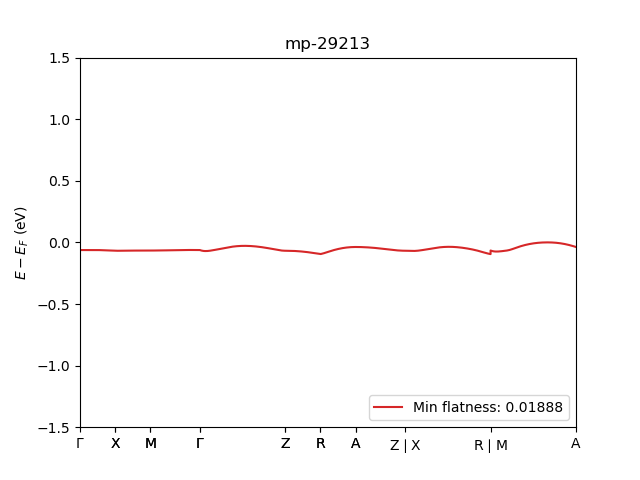 mp-29213
1.5
1.0
0.5
0.0
−0.5
−1.0
−1.5
E − E_F (eV)
Min flatness: 0.01888
Γ X M Γ Z R A Z | X R | M A